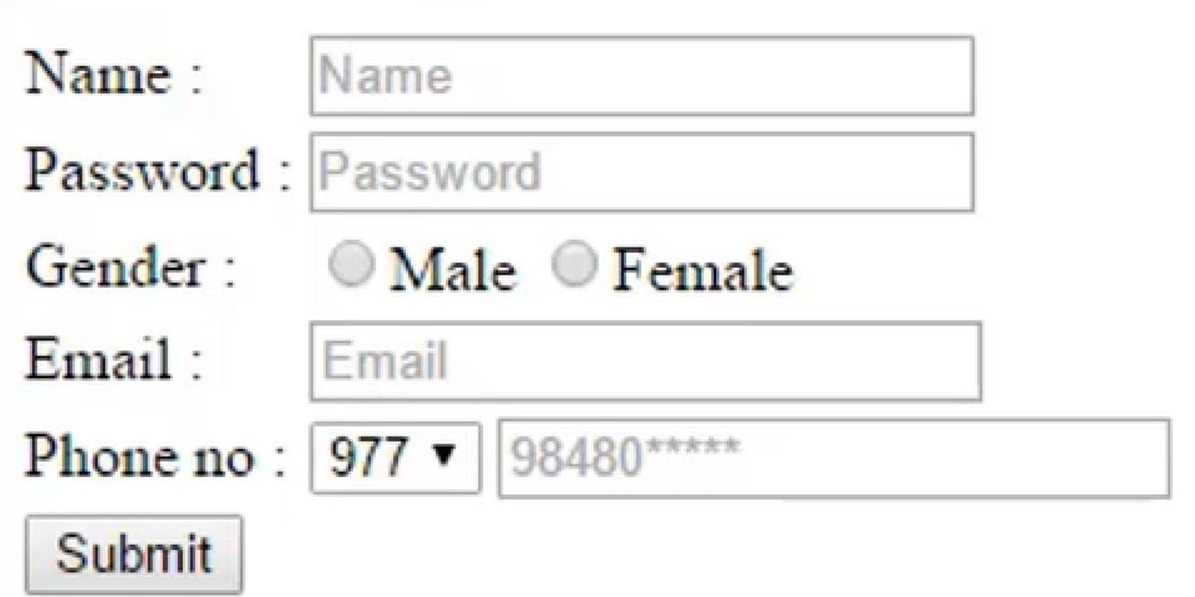 Name : Name
Password : Password
Gender : Male Female
Email : Email
Phone no : 977 ▼ 98480*****
Submit